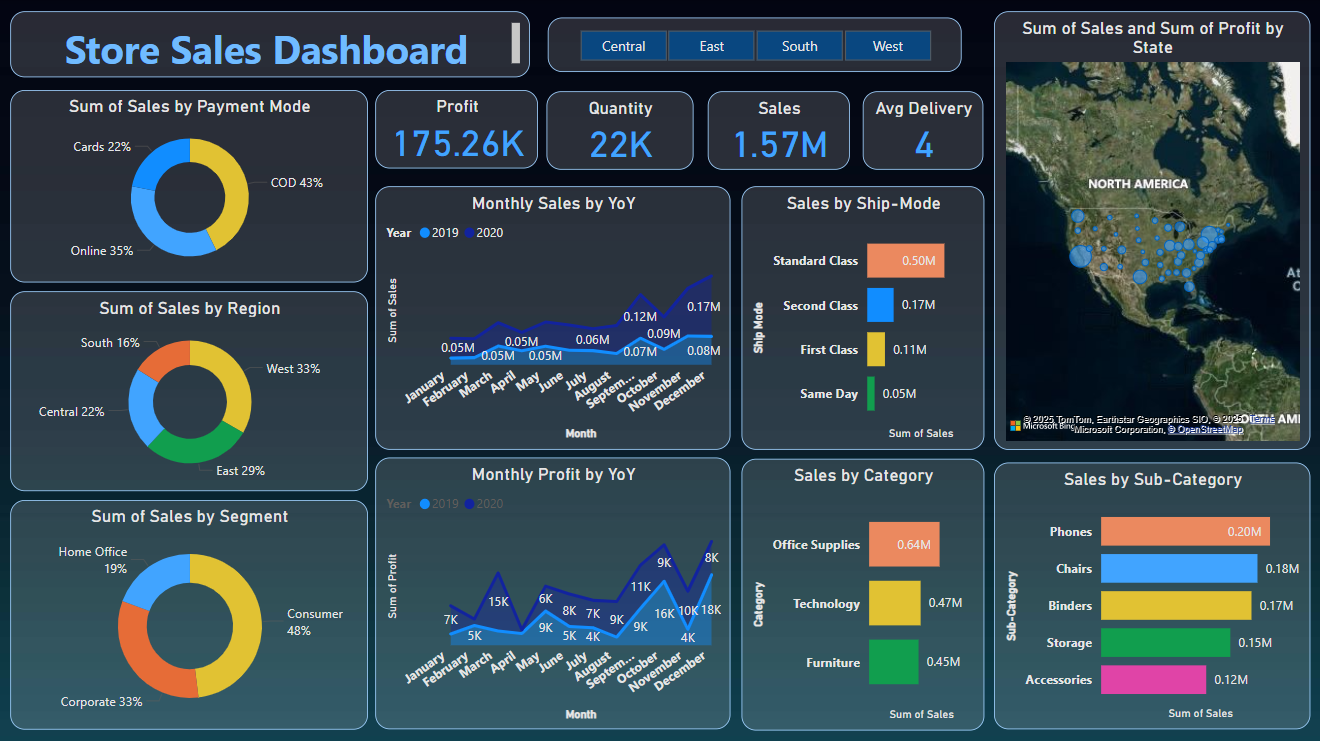 Store Sales Dashboard
Central
East
South
West
Sum of Sales and Sum of Profit by
State
NORTH AMERICA
© 2025 TomTom, Earthstar Geographics SIO, © 2025
Terms
Microsoft Bing
Microsoft Corporation, © OpenStreetMap
Sum of Sales by Payment Mode
Cards 22%
COD 43%
Online 35%
Profit
175.26K
Quantity
22K
Sales
1.57M
Avg Delivery
4
Monthly Sales by YoY
Year 2019 2020
Sum of Sales
0.05M
0.05M
0.05M
0.05M
0.06M
0.12M
0.07M
0.09M
0.17M
0.08M
January
February
March
April
May
June
July
August
Septem...
October
November
December
Month
Sales by Ship-Mode
Ship Mode
Standard Class 0.50M
Second Class 0.17M
First Class 0.11M
Same Day 0.05M
Sum of Sales
Sum of Sales by Region
South 16%
West 33%
Central 22%
East 29%
Monthly Profit by YoY
Year 2019 2020
Sum of Profit
7K
5K
15K
6K
9K
8K
5K
7K
4K
9K
11K
9K
9K
16K
10K
4K
8K
18K
January
February
March
April
May
June
July
August
Septem...
October
November
December
Month
Sales by Category
Category
Office Supplies 0.64M
Technology 0.47M
Furniture 0.45M
Sum of Sales
Sales by Sub-Category
Sub-Category
Phones 0.20M
Chairs 0.18M
Binders 0.17M
Storage 0.15M
Accessories 0.12M
Sum of Sales
Sum of Sales by Segment
Home Office
19%
Consumer
48%
Corporate 33%